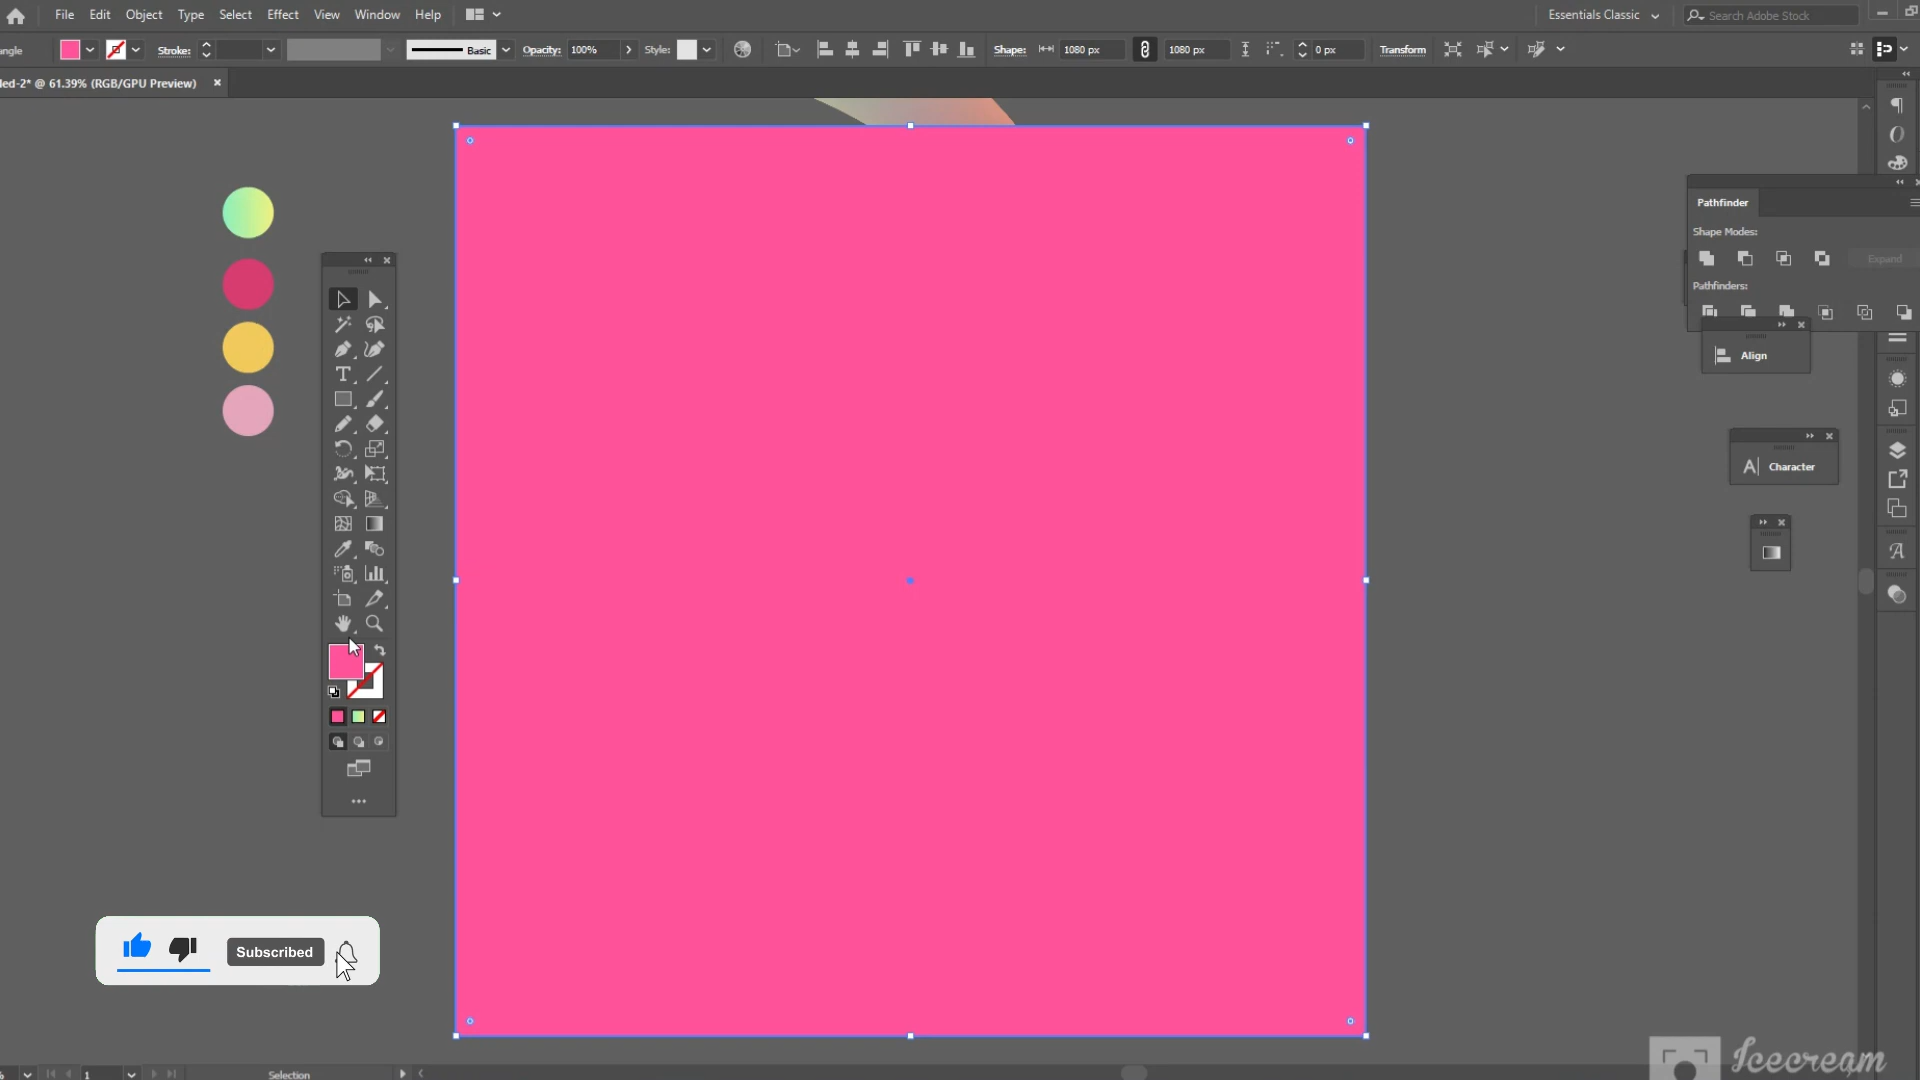 File Edit Object Type Select Effect View Window Help Essentials Classic Search Adobe Stock
angle Stroke: Basic Opacity: 100% Style: Shape: 1080 px 1080 px 0 px Transform
led-2* @ 61.39% (RGB/GPU Preview)
Pathfinder
Shape Modes:
Expand
Pathfinders:
Align
A Character
T
Subscribed
% 1 Selection
Icecream